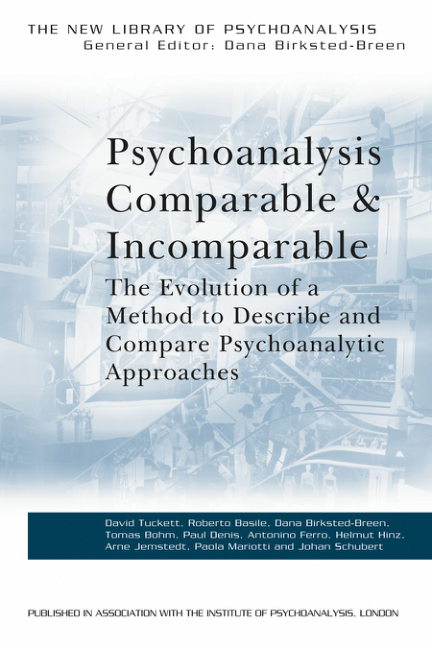 THE NEW LIBRARY OF PSYCHOANALYSIS
General Editor: Dana Birksted-Breen
Psychoanalysis
Comparable &
Incomparable
The Evolution of a
Method to Describe and
Compare Psychoanalytic
Approaches
David Tuckett, Roberto Basile, Dana Birksted-Breen,
Tomas Bohm, Paul Denis, Antonino Ferro, Helmut Hinz,
Arne Jemstedt, Paola Mariotti and Johan Schubert
PUBLISHED IN ASSOCIATION WITH THE INSTITUTE OF PSYCHOANALYSIS, LONDON